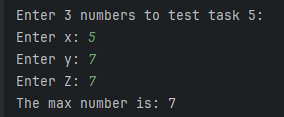 Enter 3 numbers to test task 5:
Enter x: 5
Enter y: 7
Enter Z: 7
The max number is: 7